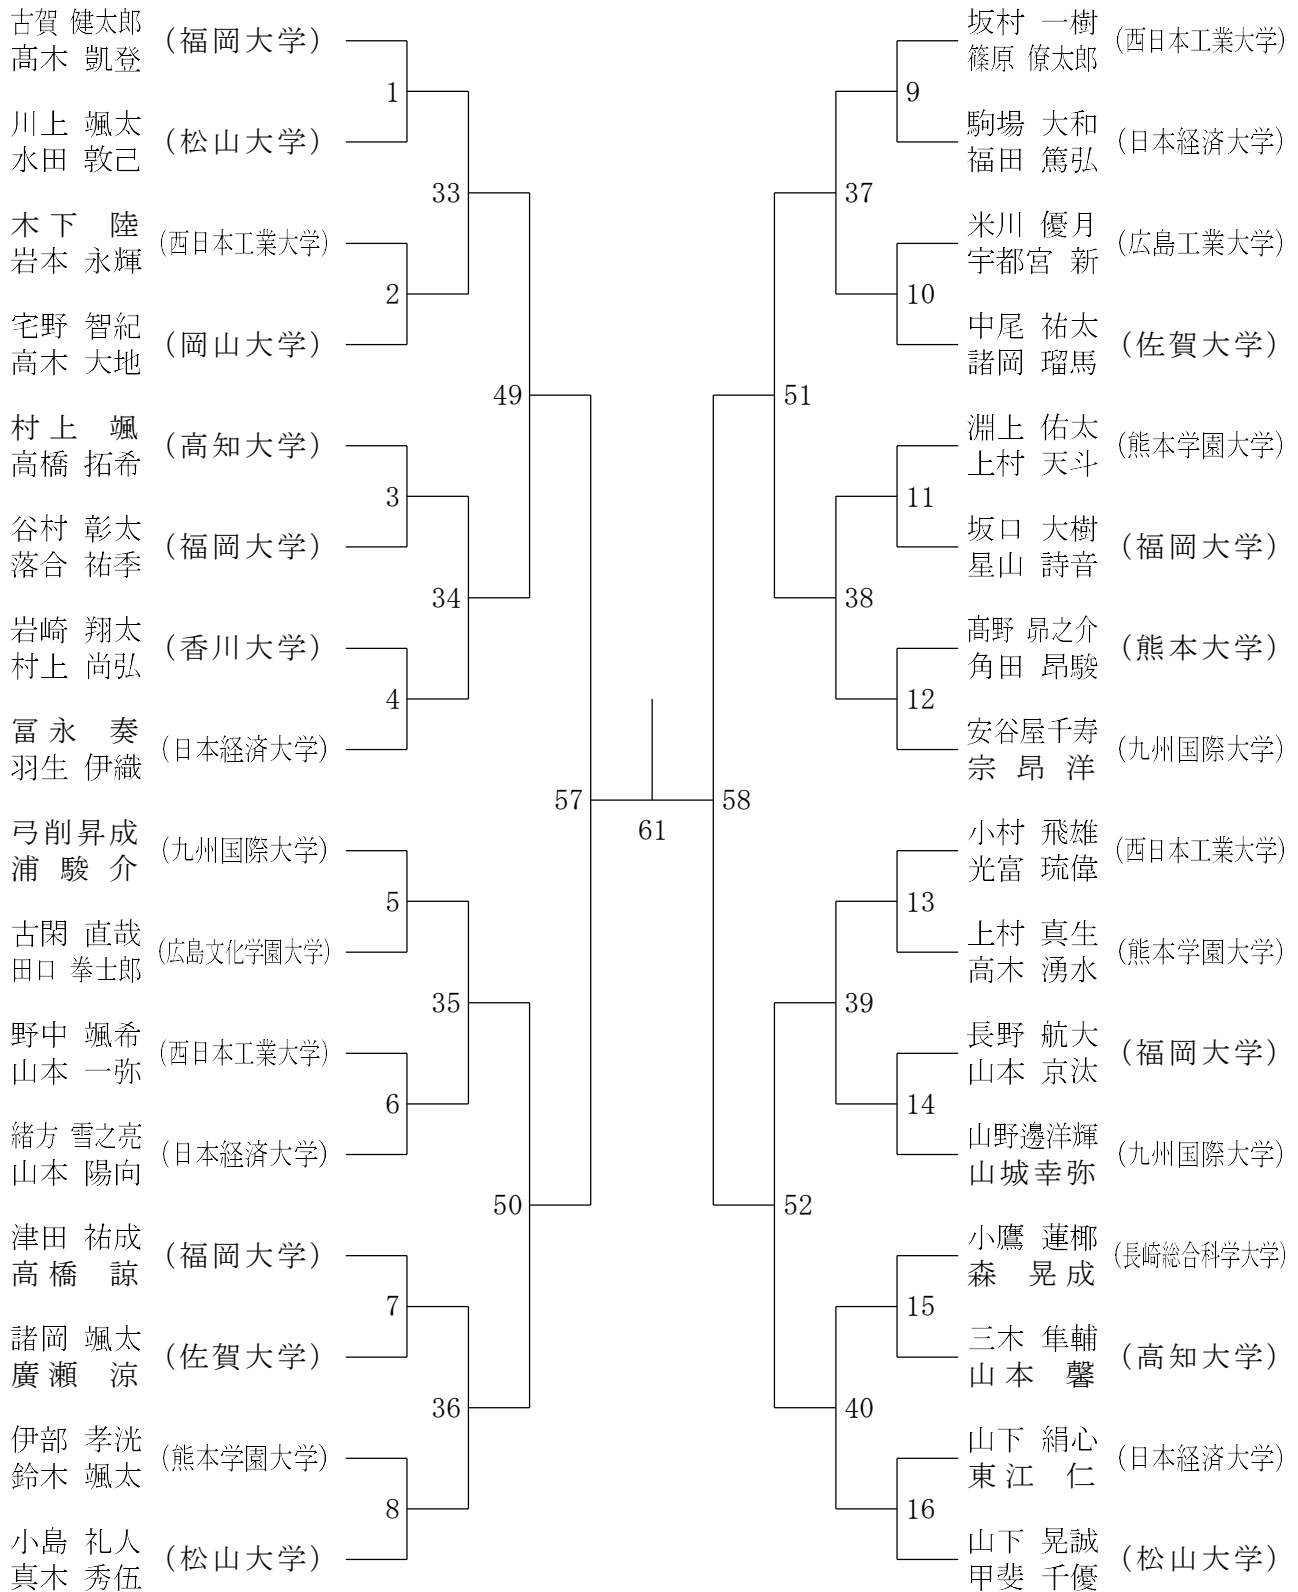 古賀 健太郎
髙木 凱登
(福岡大学)
川上 颯太
水田 敦己
(松山大学)
木下 陸
岩本 永輝
(西日本工業大学)
宅野 智紀
高木 大地
(岡山大学)
村上 颯
高橋 拓希
(高知大学)
谷村 彰太
落合 祐季
(福岡大学)
岩崎 翔太
村上 尚弘
(香川大学)
冨永 奏
羽生 伊織
(日本経済大学)
弓削昇成
浦 駿介
(九州国際大学)
古閑 直哉
田口 拳士郎
(広島文化学園大学)
野中 颯希
山本 一弥
(西日本工業大学)
緒方 雪之亮
山本 陽向
(日本経済大学)
津田 祐成
高橋 諒
(福岡大学)
諸岡 颯太
廣瀬 涼
(佐賀大学)
伊部 孝洸
鈴木 颯太
(熊本学園大学)
小島 礼人
真木 秀伍
(松山大学)
1
2
3
4
5
6
7
8
33
34
35
36
49
50
57
61
58
51
52
37
38
39
40
9
10
11
12
13
14
15
16
坂村 一樹
篠原 僚太郎
(西日本工業大学)
駒場 大和
福田 篤弘
(日本経済大学)
米川 優月
宇都宮 新
(広島工業大学)
中尾 祐太
諸岡 瑠馬
(佐賀大学)
淵上 佑太
上村 天斗
(熊本学園大学)
坂口 大樹
星山 詩音
(福岡大学)
髙野 昴之介
角田 昂駿
(熊本大学)
安谷屋千寿
宗 昂洋
(九州国際大学)
小村 飛雄
光富 琉偉
(西日本工業大学)
上村 真生
高木 湧水
(熊本学園大学)
長野 航大
山本 京汰
(福岡大学)
山野邊洋輝
山城幸弥
(九州国際大学)
小鷹 蓮椰
森 晃成
(長崎総合科学大学)
三木 隼輔
山本 馨
(高知大学)
山下 絹心
東江 仁
(日本経済大学)
山下 晃誠
甲斐 千優
(松山大学)